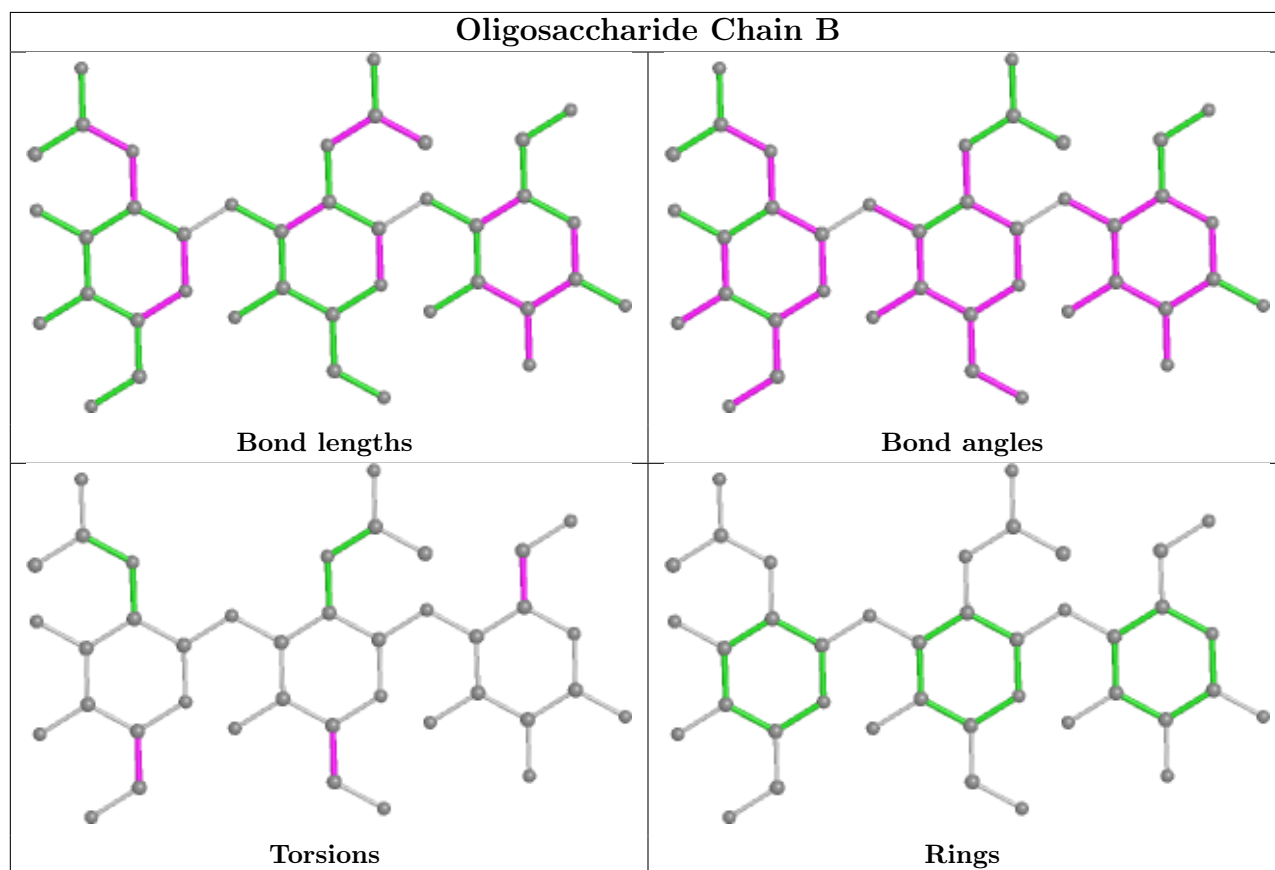 Oligosaccharide Chain B
Bond lengths
Bond angles
Torsions
Rings